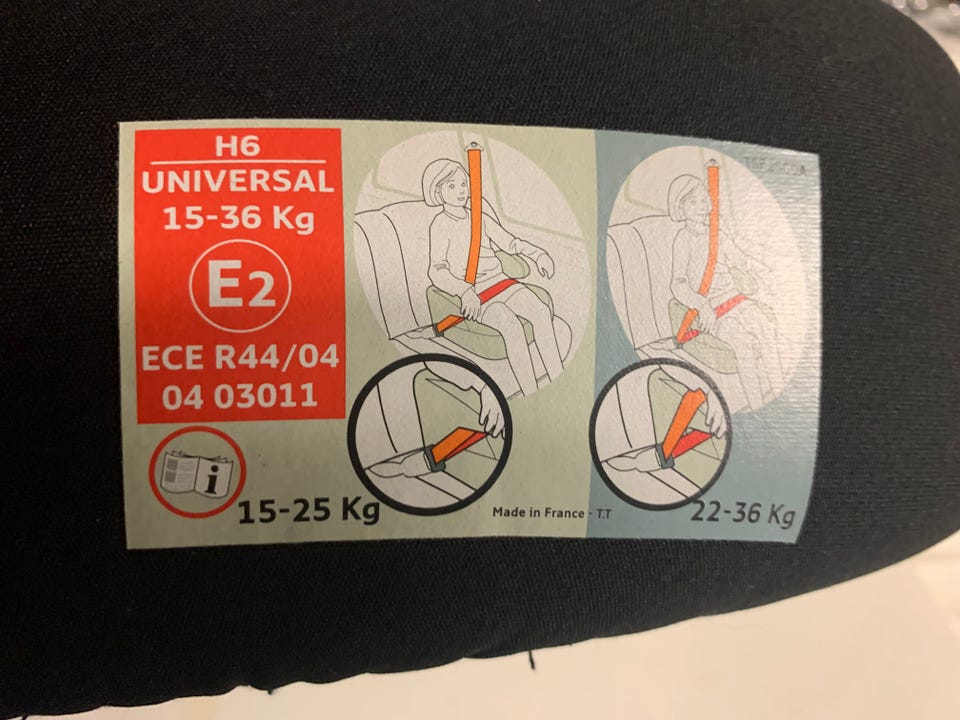 H6
UNIVERSAL
15-36 Kg
E2
ECE R44/04
04 03011
i
15-25 Kg
Made in France - T.T
22-36 Kg